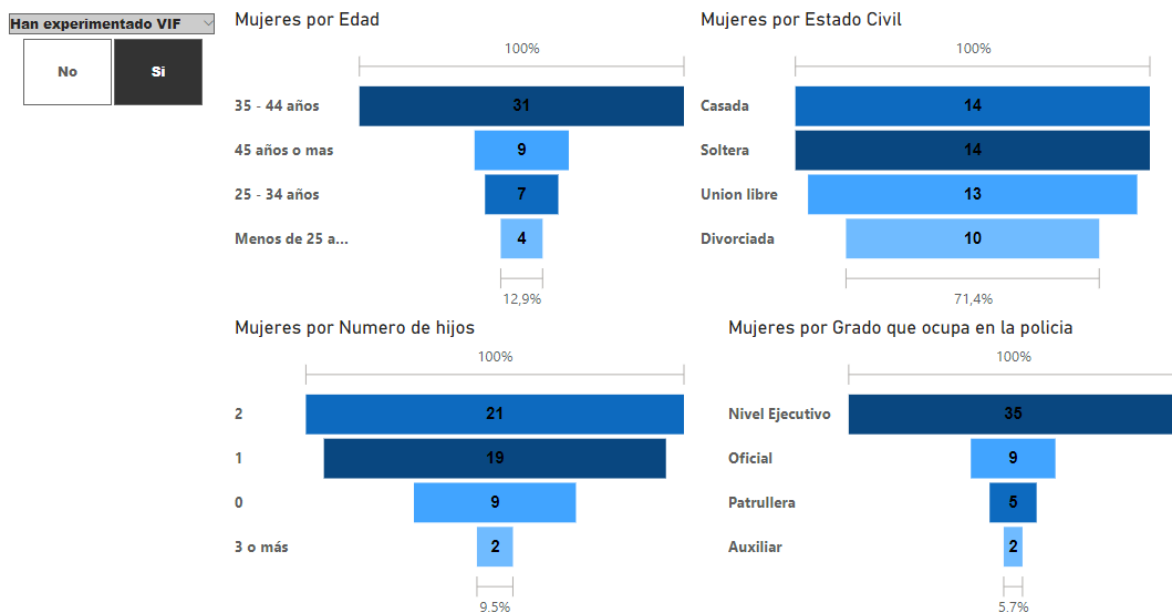 Han experimentado VIF
No
Si
Mujeres por Edad
100%
35 - 44 años
31
45 años o mas
9
25 - 34 años
7
Menos de 25 a...
4
12,9%
Mujeres por Estado Civil
100%
Casada
14
Soltera
14
Union libre
13
Divorciada
10
71,4%
Mujeres por Numero de hijos
100%
2
21
1
19
0
9
3 o más
2
9,5%
Mujeres por Grado que ocupa en la policia
100%
Nivel Ejecutivo
35
Oficial
9
Patrullera
5
Auxiliar
2
5,7%